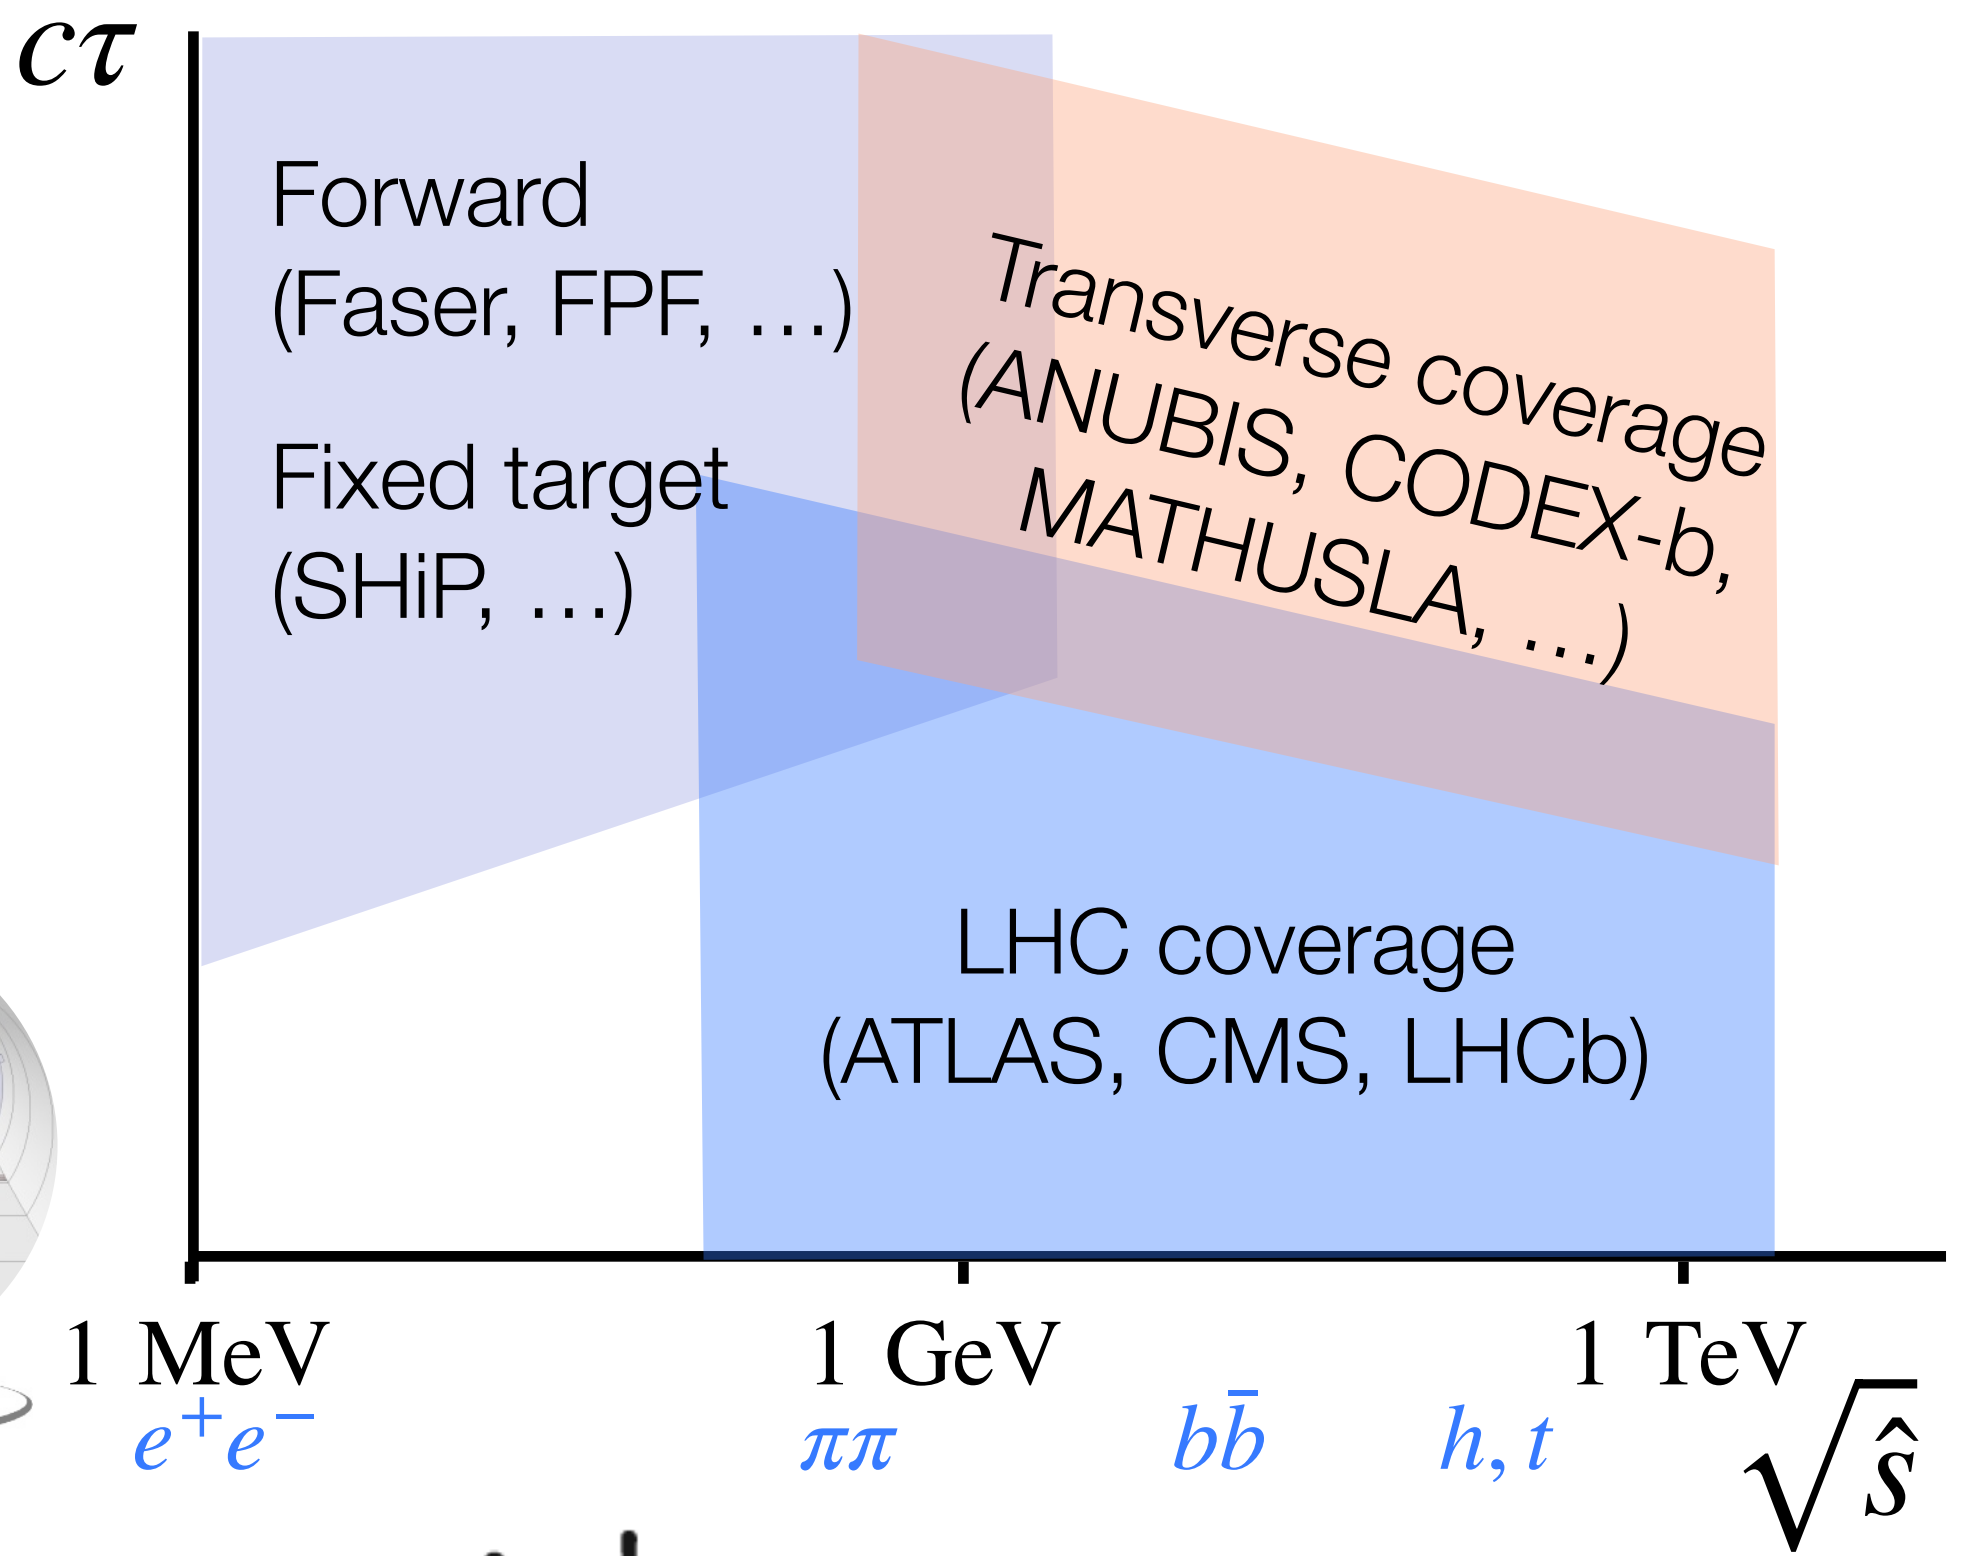 cτ
Forward
(Faser, FPF, …)
Fixed target
(SHiP, …)
Transverse coverage
(ANUBIS, CODEX-b,
MATHUSLA, …)
LHC coverage
(ATLAS, CMS, LHCb)
1 MeV 1 GeV 1 TeV
e⁺e⁻ ππ bb̄ h, t
√ŝ